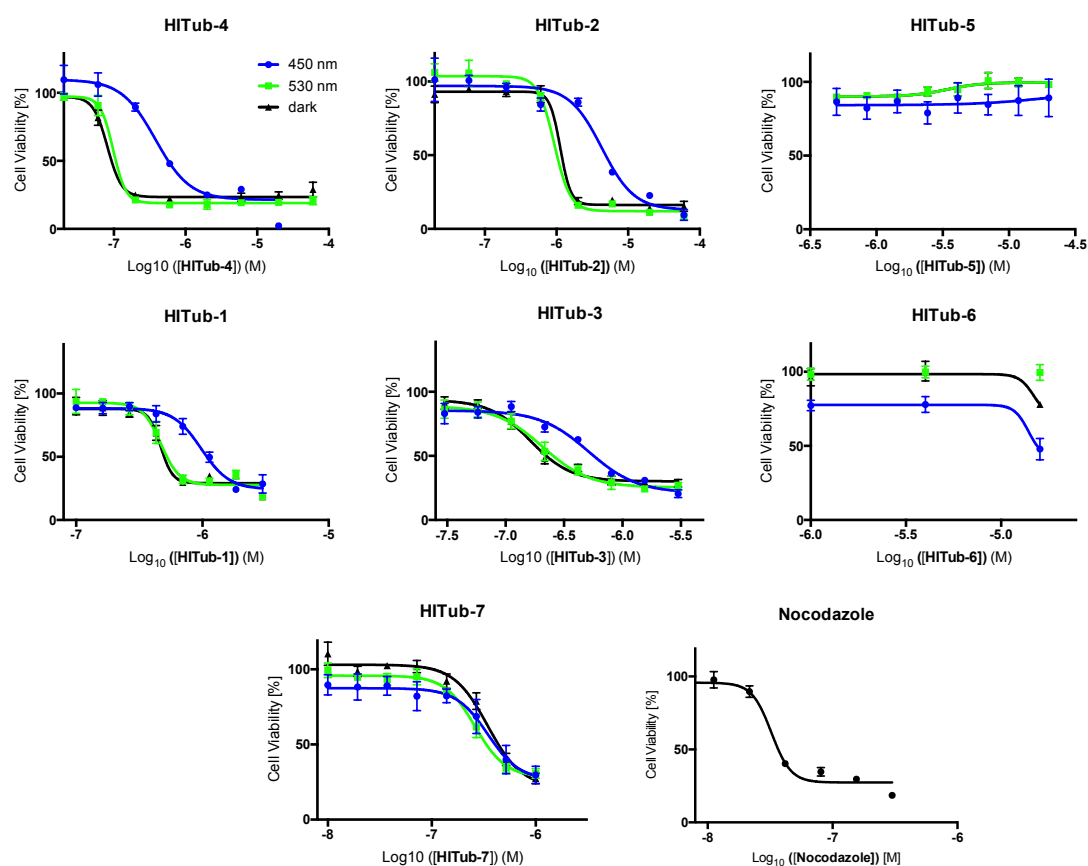 HITub-4
HITub-2
HITub-5
Cell Viability [%]
100
50
0
-7
-6
-5
-4
Log10 ([HITub-4]) (M)
450 nm
530 nm
dark
Cell Viability [%]
100
50
0
-7
-6
-5
-4
Log10 ([HITub-2]) (M)
Cell Viability [%]
100
50
0
-6.5
-6.0
-5.5
-5.0
-4.5
Log10 ([HITub-5]) (M)
HITub-1
HITub-3
HITub-6
Cell Viability [%]
100
50
0
-7
-6
-5
Log10 ([HITub-1]) (M)
Cell Viability [%]
100
50
0
-7.5
-7.0
-6.5
-6.0
-5.5
Log10 ([HITub-3]) (M)
Cell Viability [%]
100
50
0
-6.0
-5.5
-5.0
Log10 ([HITub-6]) (M)
HITub-7
Nocodazole
Cell Viability [%]
100
50
0
-8
-7
-6
Log10 ([HITub-7]) (M)
Cell Viability [%]
100
50
0
-8
-7
-6
Log10 ([Nocodazole]) [M]